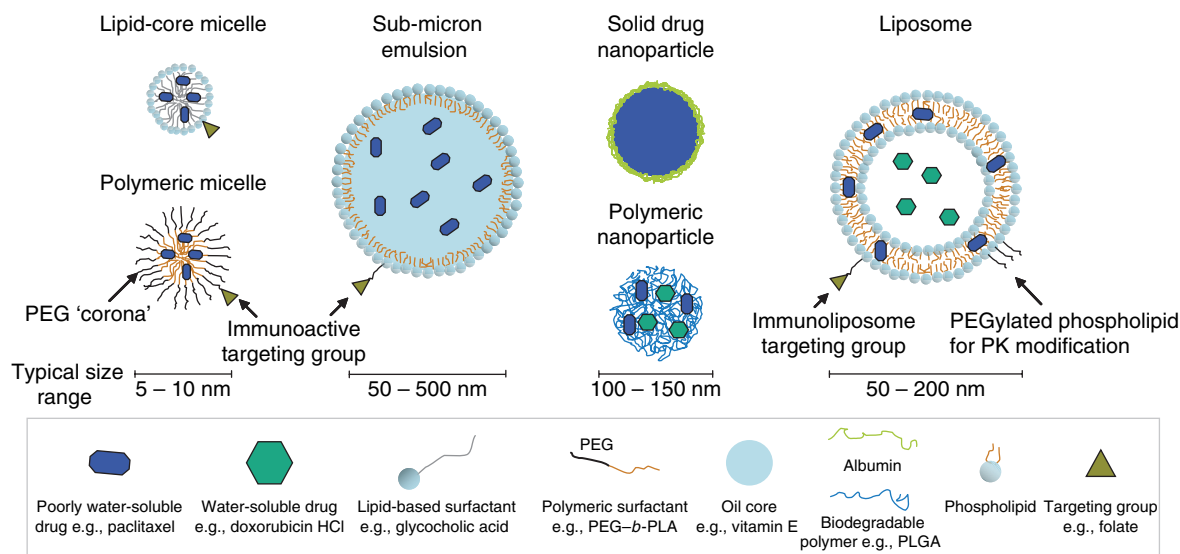 Lipid-core micelle
Sub-micron
emulsion
Solid drug
nanoparticle
Liposome
Polymeric micelle
Polymeric
nanoparticle
PEG ‘corona’
Immunoactive
targeting group
Immunoliposome
targeting group
PEGylated phospholipid
for PK modification
Typical size
range
5 – 10 nm
50 – 500 nm
100 – 150 nm
50 – 200 nm
Poorly water-soluble
drug e.g., paclitaxel
Water-soluble drug
e.g., doxorubicin HCl
Lipid-based surfactant
e.g., glycocholic acid
PEG
Polymeric surfactant
e.g., PEG–b-PLA
Oil core
e.g., vitamin E
Albumin
Biodegradable
polymer e.g., PLGA
Phospholipid
Targeting group
e.g., folate